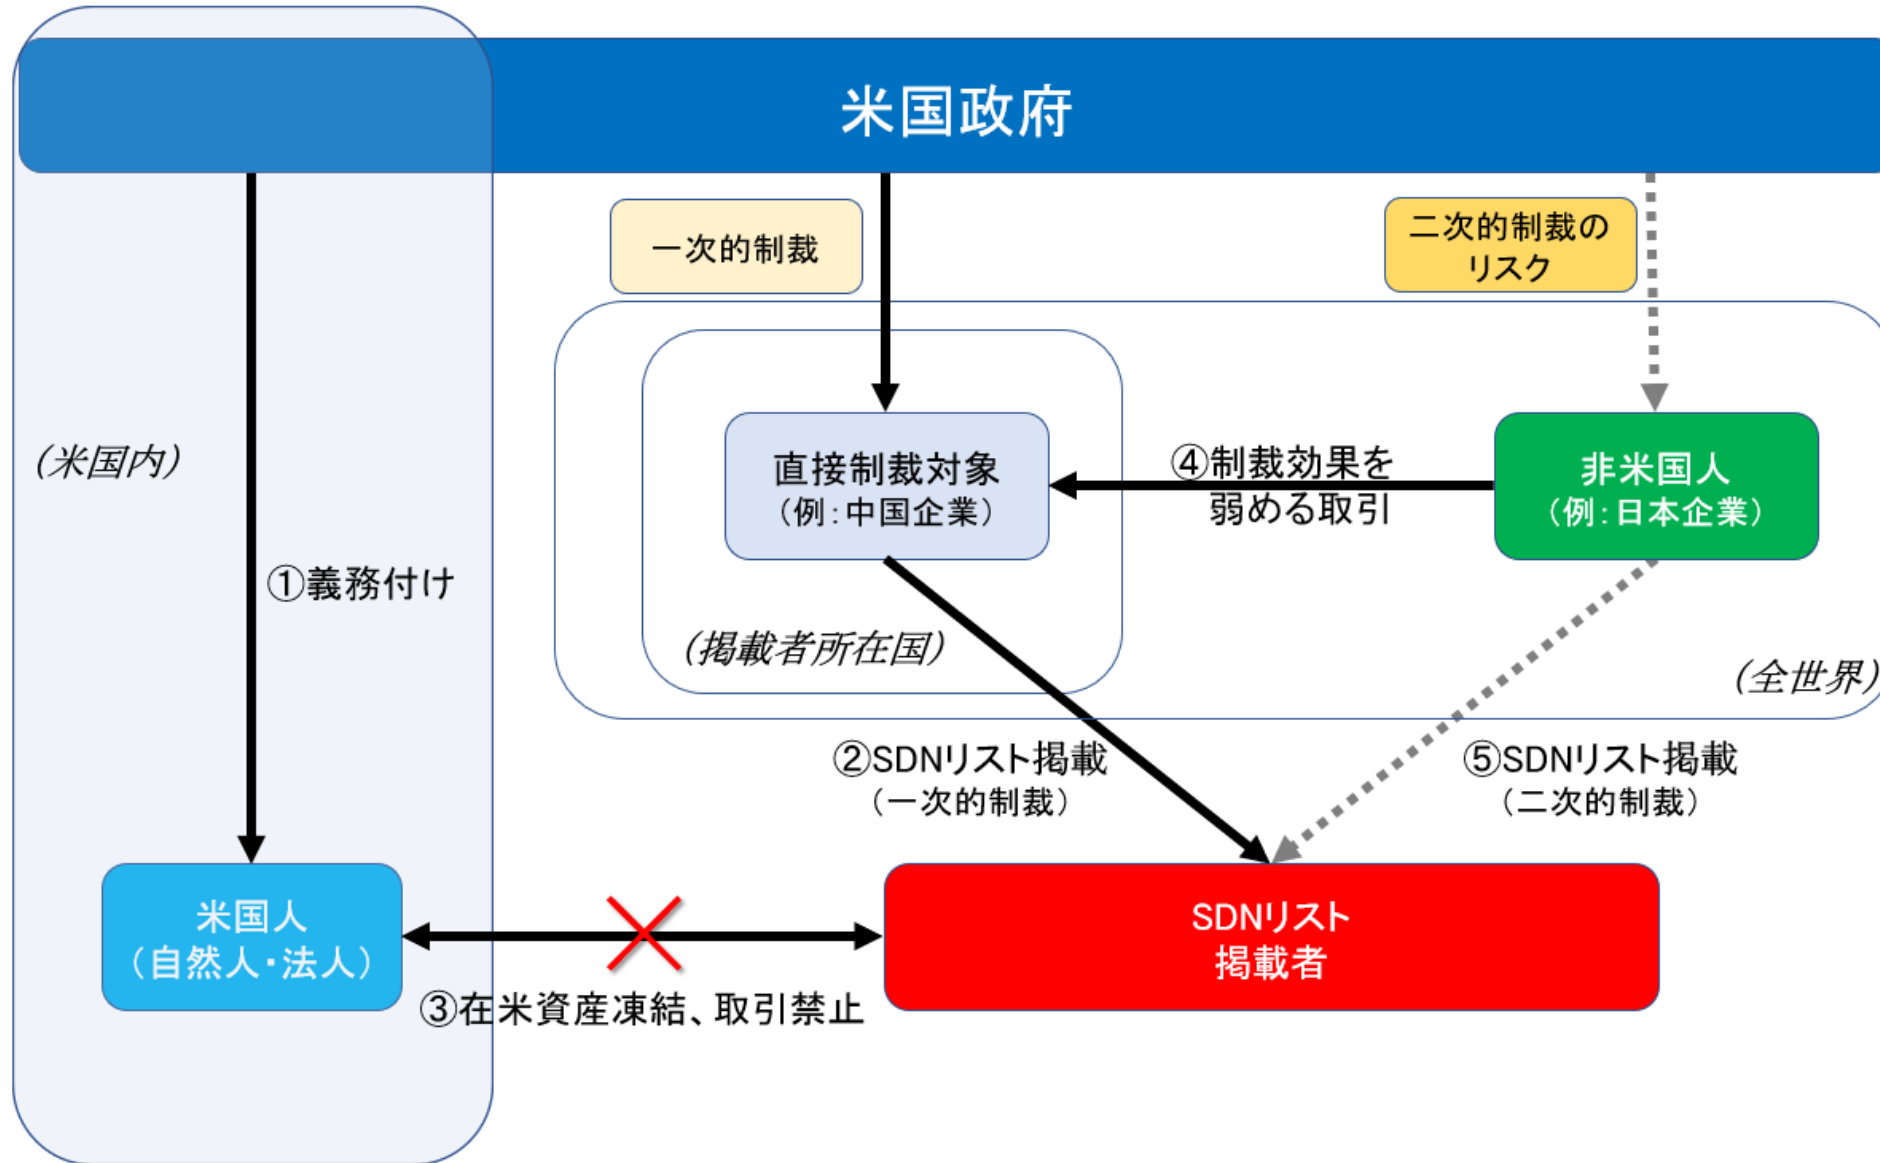 米国政府
一次的制裁
二次的制裁の
リスク
(米国内)
直接制裁対象
（例：中国企業）
④制裁効果を
弱める取引
非米国人
（例：日本企業）
①義務付け
(掲載者所在国)
(全世界)
②SDNリスト掲載
（一次的制裁）
⑤SDNリスト掲載
（二次的制裁）
米国人
（自然人・法人）
SDNリスト
掲載者
③在米資産凍結、取引禁止